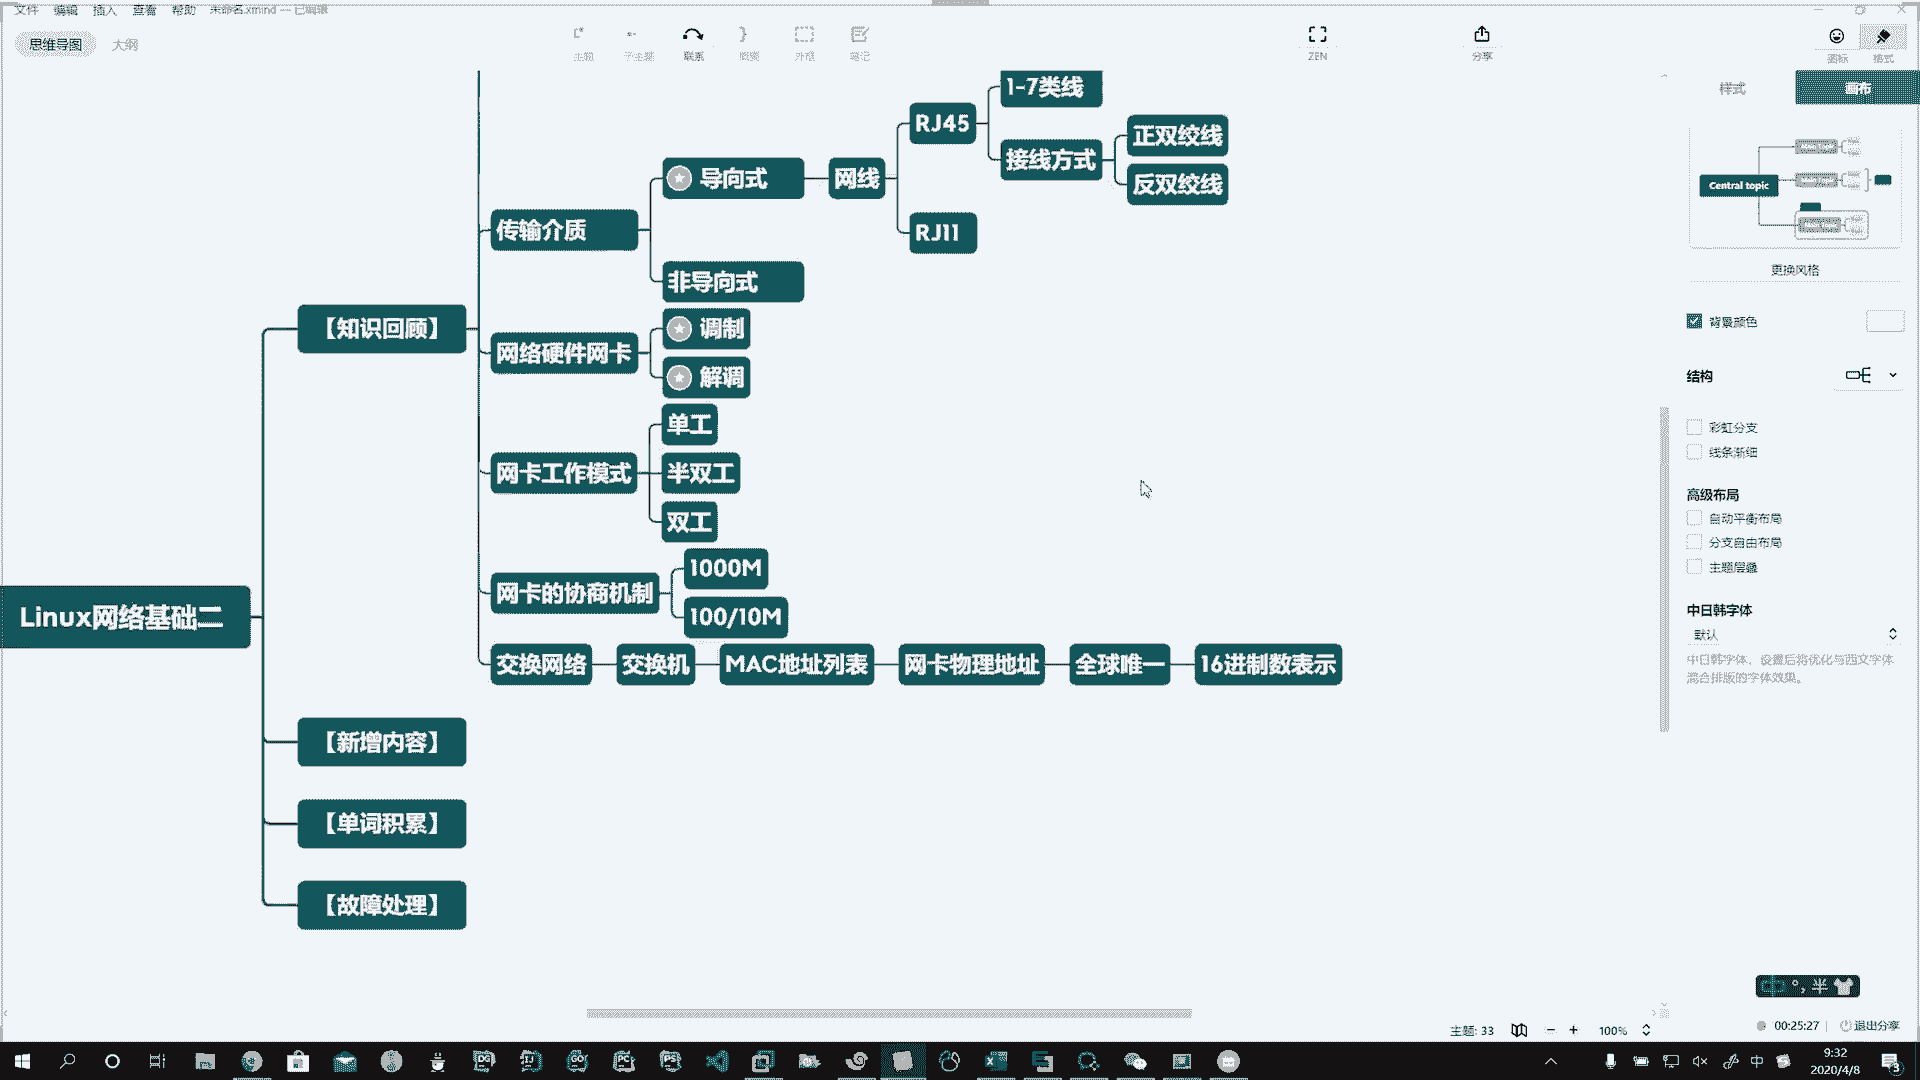 文件 编辑 插入 查看 帮助 未命名.xmind — 已编辑
思维导图 大纲
主题 子主题 联系 概要 外框 笔记 ZEN 分享 图标 格式
样式 画布
Central topic
更换风格
背景颜色
结构
彩虹分支
线条渐细
高级布局
自动平衡布局
分支自由布局
主题层叠
中日韩字体
默认
中日韩字体，设置后将优化与西文字体
混合排版的字体效果。
Linux网络基础二
【知识回顾】
传输介质
导向式
网线
RJ45
1-7类线
接线方式
正双绞线
反双绞线
RJ11
非导向式
网络硬件网卡
调制
解调
网卡工作模式
单工
半双工
双工
网卡的协商机制
1000M
100/10M
交换网络 交换机 MAC地址列表 网卡物理地址 全球唯一 16进制数表示
【新增内容】
【单词积累】
【故障处理】
中 °, 半
主题: 33 100%
00:25:27 退出分享
DG IJ GO PC PS
中
9:32
2020/4/8
3